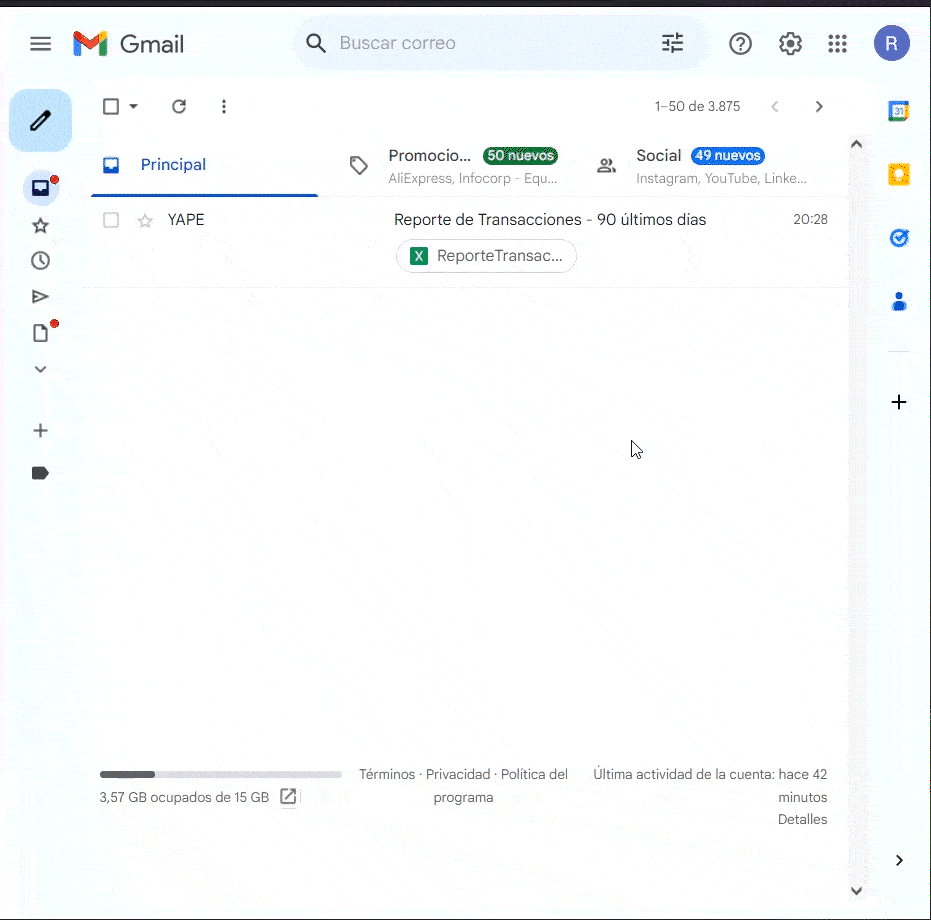 Gmail
Buscar correo
R
1–50 de 3.875
31
Principal
Promocio... 50 nuevos
AliExpress, Infocorp - Equ...
Social 49 nuevos
Instagram, YouTube, Linke...
YAPE Reporte de Transacciones - 90 últimos días 20:28
X ReporteTransac...
3,57 GB ocupados de 15 GB
Términos · Privacidad · Política del
programa
Última actividad de la cuenta: hace 42
minutos
Detalles